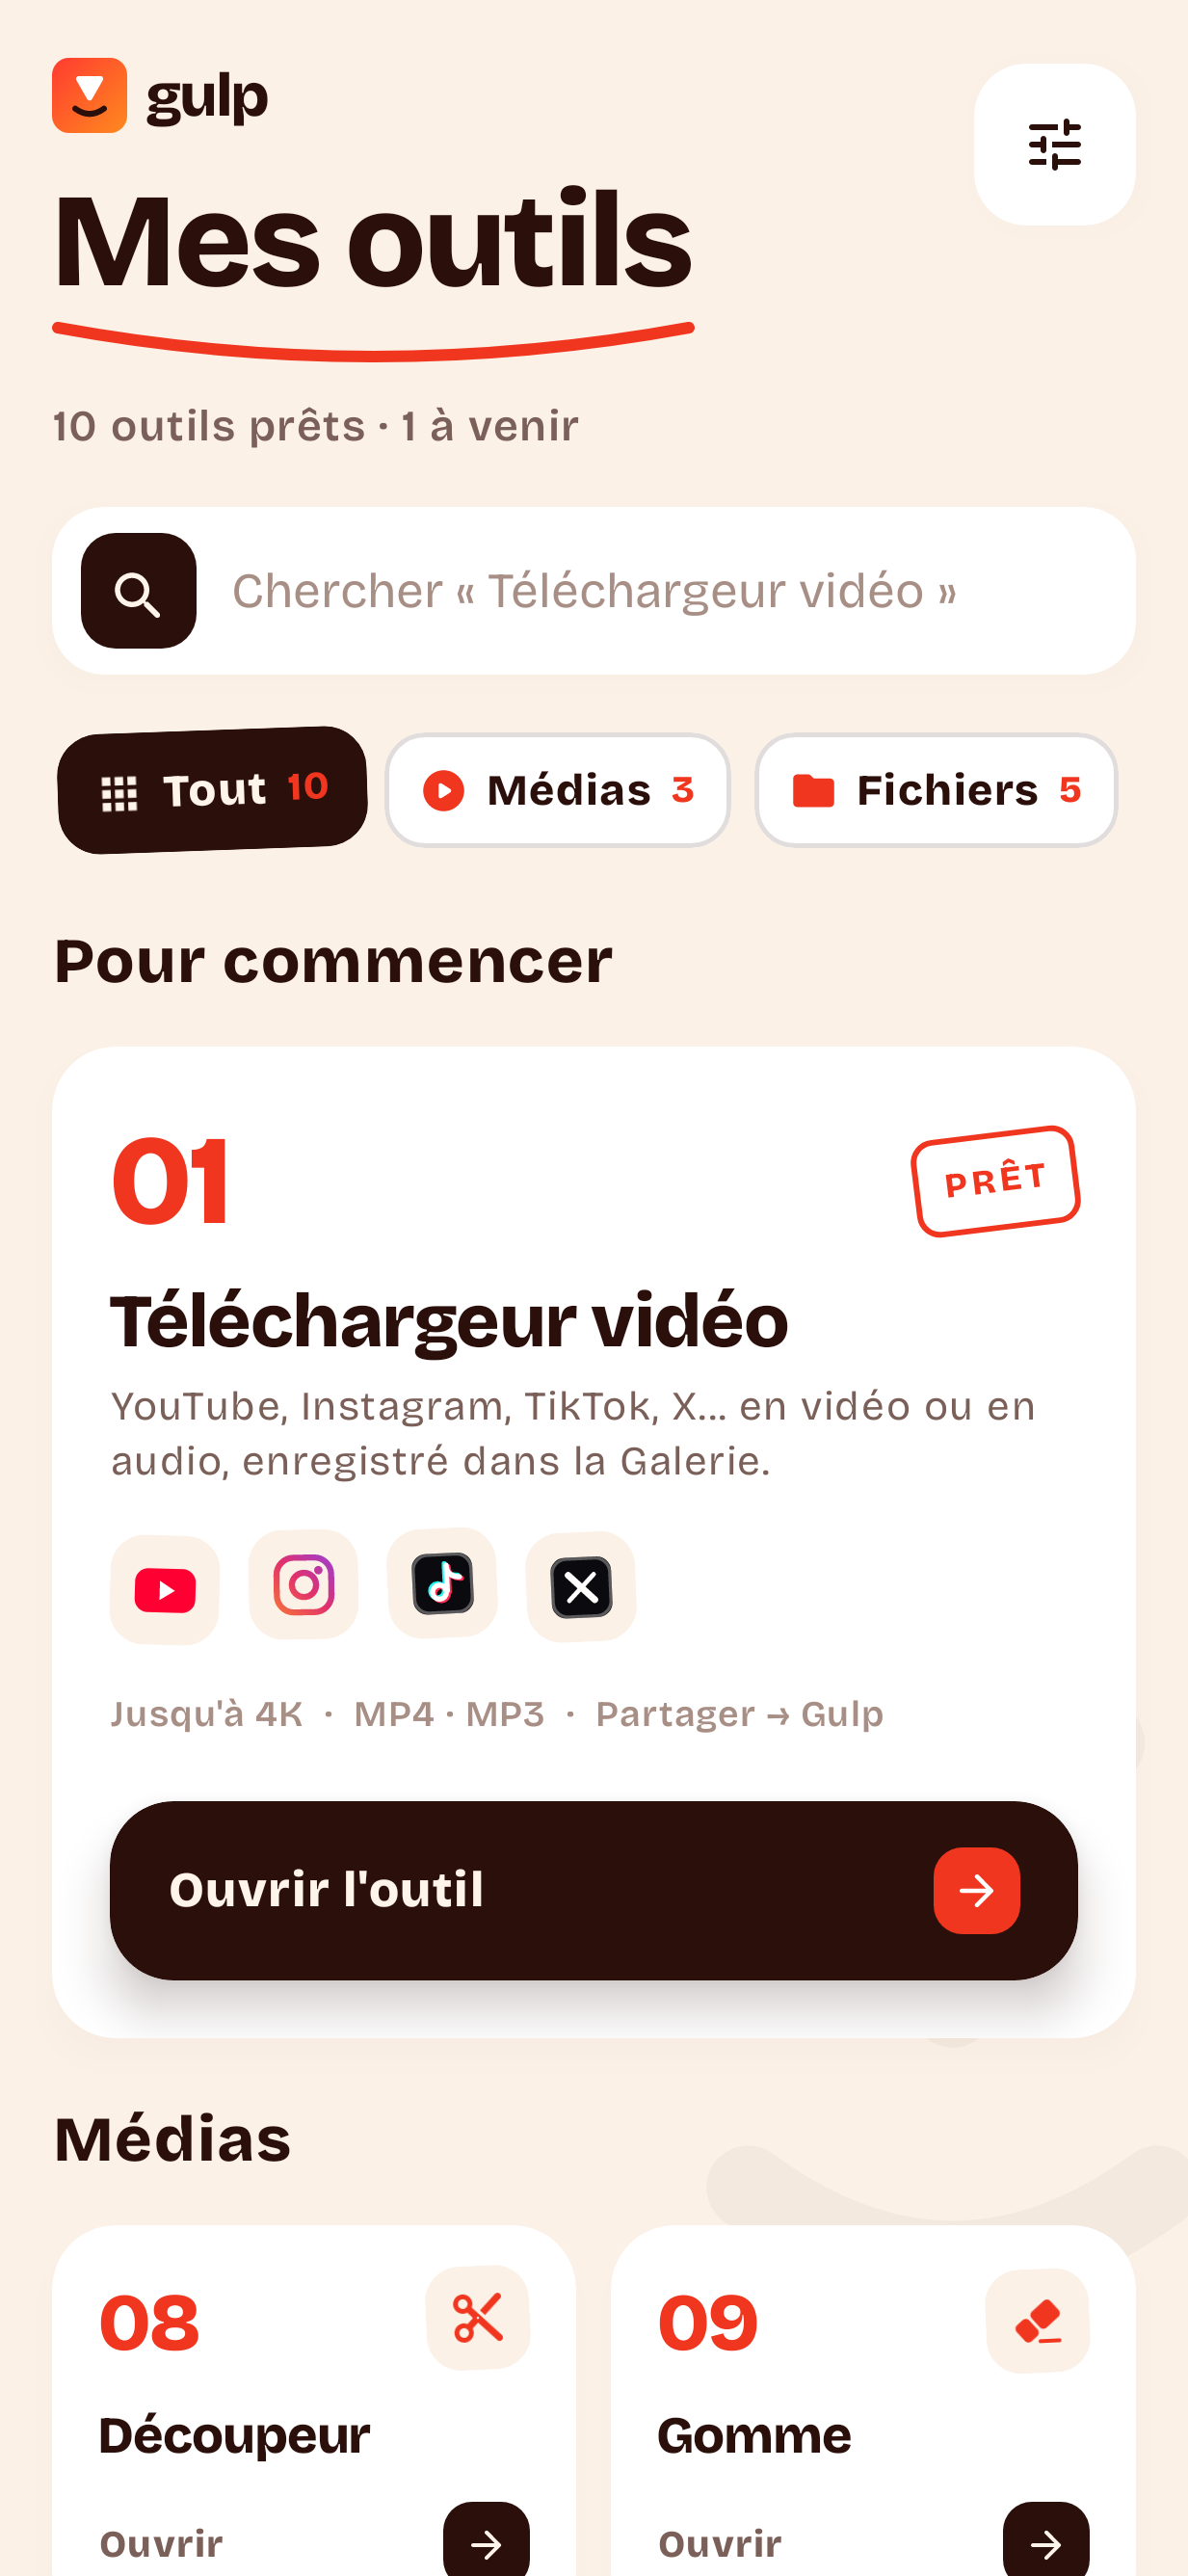 gulp
Mes outils
10 outils prêts · 1 à venir
Chercher « Téléchargeur vidéo »
Tout 10
Médias 3
Fichiers 5
Pour commencer
01
PRÊT
Téléchargeur vidéo
YouTube, Instagram, TikTok, X... en vidéo ou en
audio, enregistré dans la Galerie.
Jusqu'à 4K · MP4 · MP3 · Partager → Gulp
Ouvrir l'outil
Médias
08
Découpeur
Ouvrir
09
Gomme
Ouvrir